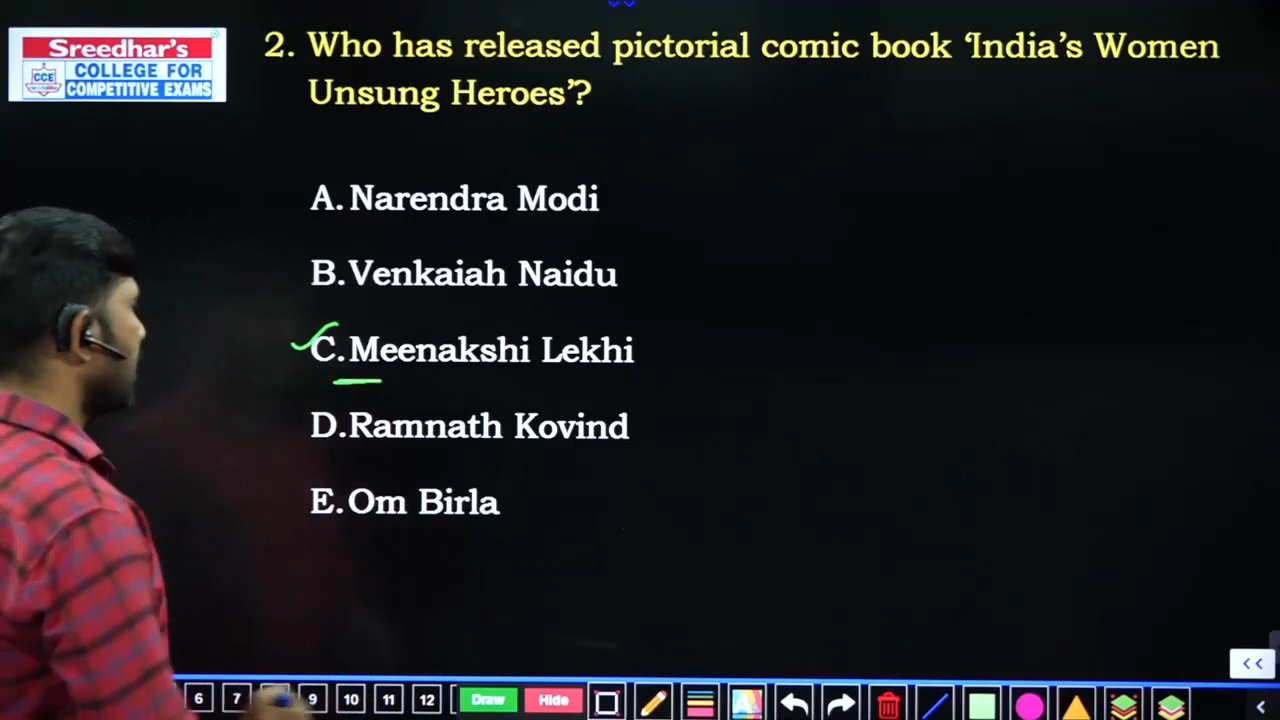 Sreedhar's
CCE
COLLEGE FOR
COMPETITIVE EXAMS
2. Who has released pictorial comic book ‘India’s Women
Unsung Heroes’?
A. Narendra Modi
B. Venkaiah Naidu
C. Meenakshi Lekhi
D. Ramnath Kovind
E. Om Birla
<<
6 7 9 10 11 12 Draw Hide A <